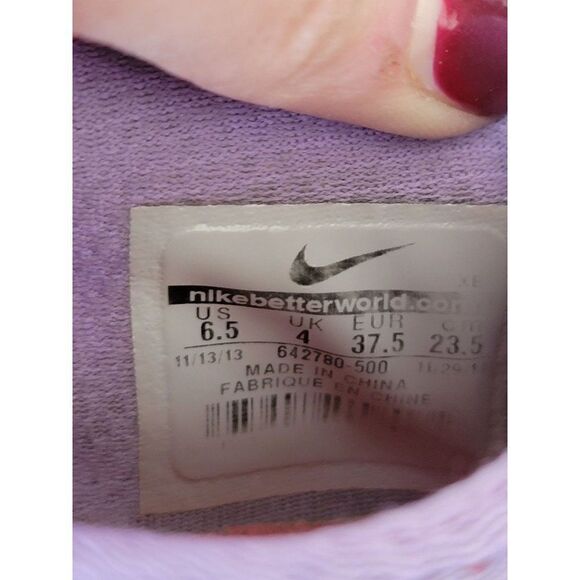 nikebetterworld.com
US UK EUR cm
6.5 4 37.5 23.5
11/13/13 642780-500
MADE IN CHINA
FABRIQUE EN CHINE